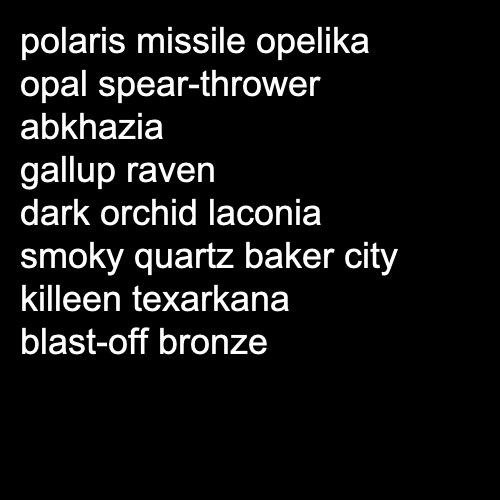 polaris missile opelika
opal spear-thrower
abkhazia
gallup raven
dark orchid laconia
smoky quartz baker city
killeen texarkana
blast-off bronze